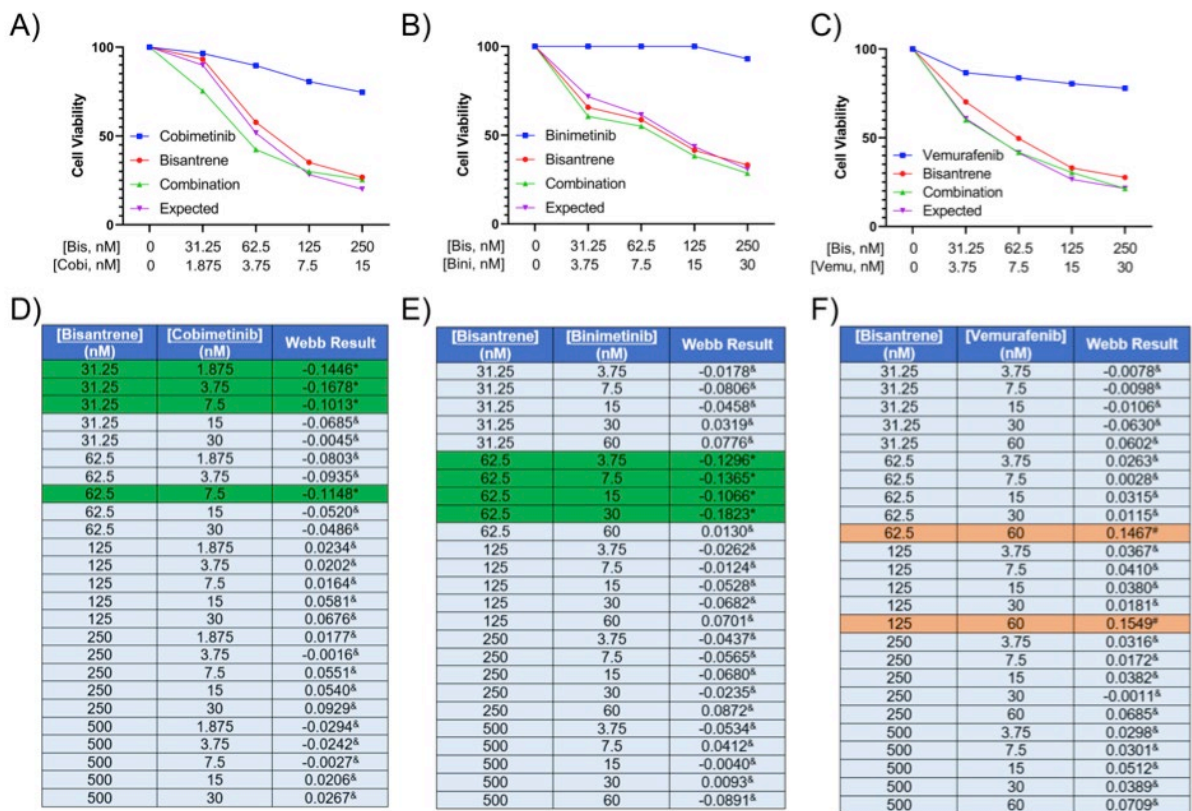 A)
100
50
0
Cell Viability
Cobimetinib
Bisantrene
Combination
Expected
[Bis, nM] 0 31.25 62.5 125 250
[Cobi, nM] 0 1.875 3.75 7.5 15
B)
100
50
0
Cell Viability
Binimetinib
Bisantrene
Combination
Expected
[Bis, nM] 0 31.25 62.5 125 250
[Bini, nM] 0 3.75 7.5 15 30
C)
100
50
0
Cell Viability
Vemurafenib
Bisantrene
Combination
Expected
[Bis, nM] 0 31.25 62.5 125 250
[Vemu, nM] 0 3.75 7.5 15 30
D)
[Bisantrene] (nM) [Cobimetinib] (nM) Webb Result
31.25 1.875 -0.1446*
31.25 3.75 -0.1678*
31.25 7.5 -0.1013*
31.25 15 -0.0685&
31.25 30 -0.0045&
62.5 1.875 -0.0803&
62.5 3.75 -0.0935&
62.5 7.5 -0.1148*
62.5 15 -0.0520&
62.5 30 -0.0486&
125 1.875 0.0234&
125 3.75 0.0202&
125 7.5 0.0164&
125 15 0.0581&
125 30 0.0676&
250 1.875 0.0177&
250 3.75 -0.0016&
250 7.5 0.0551&
250 15 0.0540&
250 30 0.0929&
500 1.875 -0.0294&
500 3.75 -0.0242&
500 7.5 -0.0027&
500 15 0.0206&
500 30 0.0267&
E)
[Bisantrene] (nM) [Binimetinib] (nM) Webb Result
31.25 3.75 -0.0178&
31.25 7.5 -0.0806&
31.25 15 -0.0458&
31.25 30 0.0319&
31.25 60 0.0776&
62.5 3.75 -0.1296*
62.5 7.5 -0.1365*
62.5 15 -0.1066*
62.5 30 -0.1823*
62.5 60 0.0130&
125 3.75 -0.0262&
125 7.5 -0.0124&
125 15 -0.0528&
125 30 -0.0682&
125 60 0.0701&
250 3.75 -0.0437&
250 7.5 -0.0565&
250 15 -0.0680&
250 30 -0.0235&
250 60 0.0872&
500 3.75 -0.0534&
500 7.5 0.0412&
500 15 -0.0040&
500 30 0.0093&
500 60 -0.0891&
F)
[Bisantrene] (nM) [Vemurafenib] (nM) Webb Result
31.25 3.75 -0.0078&
31.25 7.5 -0.0098&
31.25 15 -0.0106&
31.25 30 -0.0630&
31.25 60 0.0602&
62.5 3.75 0.0263&
62.5 7.5 0.0028&
62.5 15 0.0315&
62.5 30 0.0115&
62.5 60 0.1467#
125 3.75 0.0367&
125 7.5 0.0410&
125 15 0.0380&
125 30 0.0181&
125 60 0.1549#
250 3.75 0.0316&
250 7.5 0.0172&
250 15 0.0382&
250 30 -0.0011&
250 60 0.0685&
500 3.75 0.0298&
500 7.5 0.0301&
500 15 0.0512&
500 30 0.0389&
500 60 0.0709&